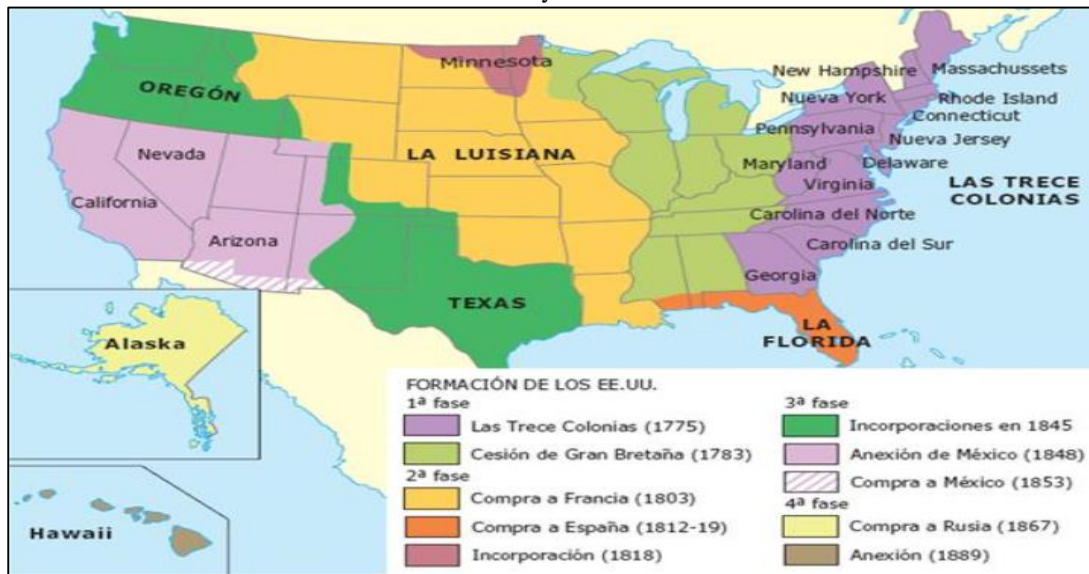 Minnesota
New Hampshire
Massachussets
OREGÓN
Nueva York
Rhode Island
Connecticut
Pennsylvania
Nueva Jersey
Nevada
LA LUISIANA
Maryland
Delaware
Virginia
LAS TRECE
COLONIAS
California
Carolina del Norte
Arizona
Carolina del Sur
Georgia
TEXAS
LA
FLORIDA
Alaska
Hawaii
FORMACIÓN DE LOS EE.UU.
1ª fase
Las Trece Colonias (1775)
Cesión de Gran Bretaña (1783)
2ª fase
Compra a Francia (1803)
Compra a España (1812-19)
Incorporación (1818)
3ª fase
Incorporaciones en 1845
Anexión de México (1848)
Compra a México (1853)
4ª fase
Compra a Rusia (1867)
Anexión (1889)